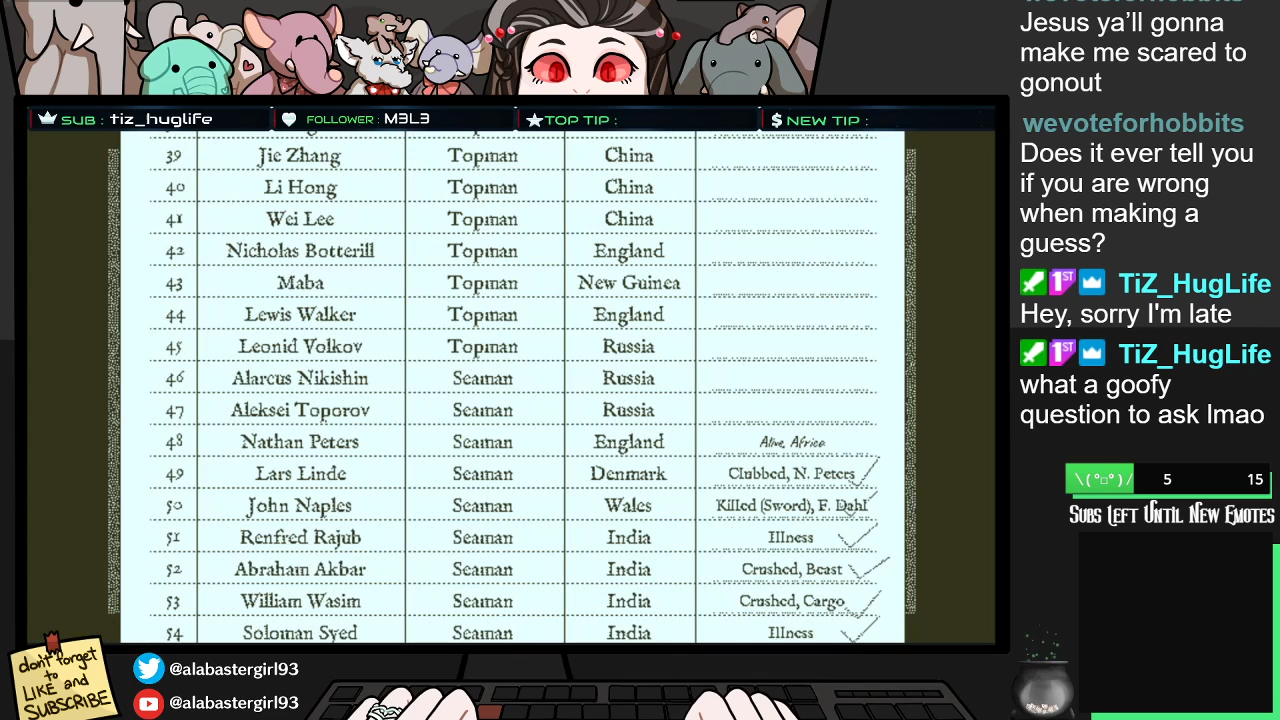 SUB : tiz_huglife
FOLLOWER : M3L3
TOP TIP :
NEW TIP :
39 Jie Zhang Topman China
40 Li Hong Topman China
41 Wei Lee Topman China
42 Nicholas Botterill Topman England
43 Maba Topman New Guinea
44 Lewis Walker Topman England
45 Leonid Volkov Topman Russia
46 Alarcus Nikishin Seaman Russia
47 Aleksei Toporov Seaman Russia
48 Nathan Peters Seaman England Alive, Africa
49 Lars Linde Seaman Denmark Clubbed, N. Peters
50 John Naples Seaman Wales Killed (Sword), F. Dahl
51 Renfred Rajub Seaman India Illness
52 Abraham Akbar Seaman India Crushed, Beast
53 William Wasim Seaman India Crushed, Cargo
54 Soloman Syed Seaman India Illness
don't forget
to
LIKE and
SUBSCRIBE
@alabastergirl93
@alabastergirl93
wevoteforhobbits
Jesus ya'll gonna
make me scared to
gonout
wevoteforhobbits
Does it ever tell you
if you are wrong
when making a
guess?
1ST TiZ_HugLife
Hey, sorry I'm late
1ST TiZ_HugLife
what a goofy
question to ask lmao
\(°□°)/ 5 15
Subs Left Until New Emotes